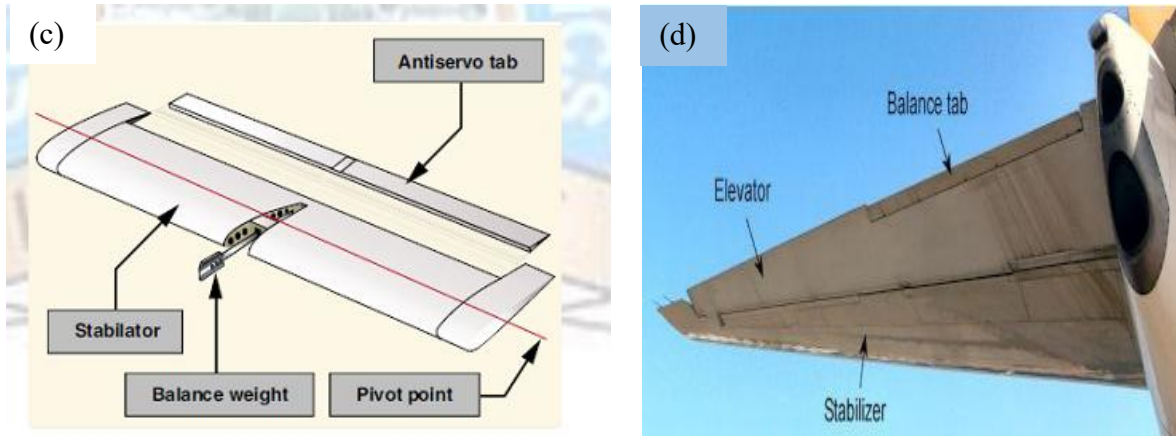 (c)
Antiservo tab
Stabilator
Balance weight
Pivot point
(d)
Balance tab
Elevator
Stabilizer